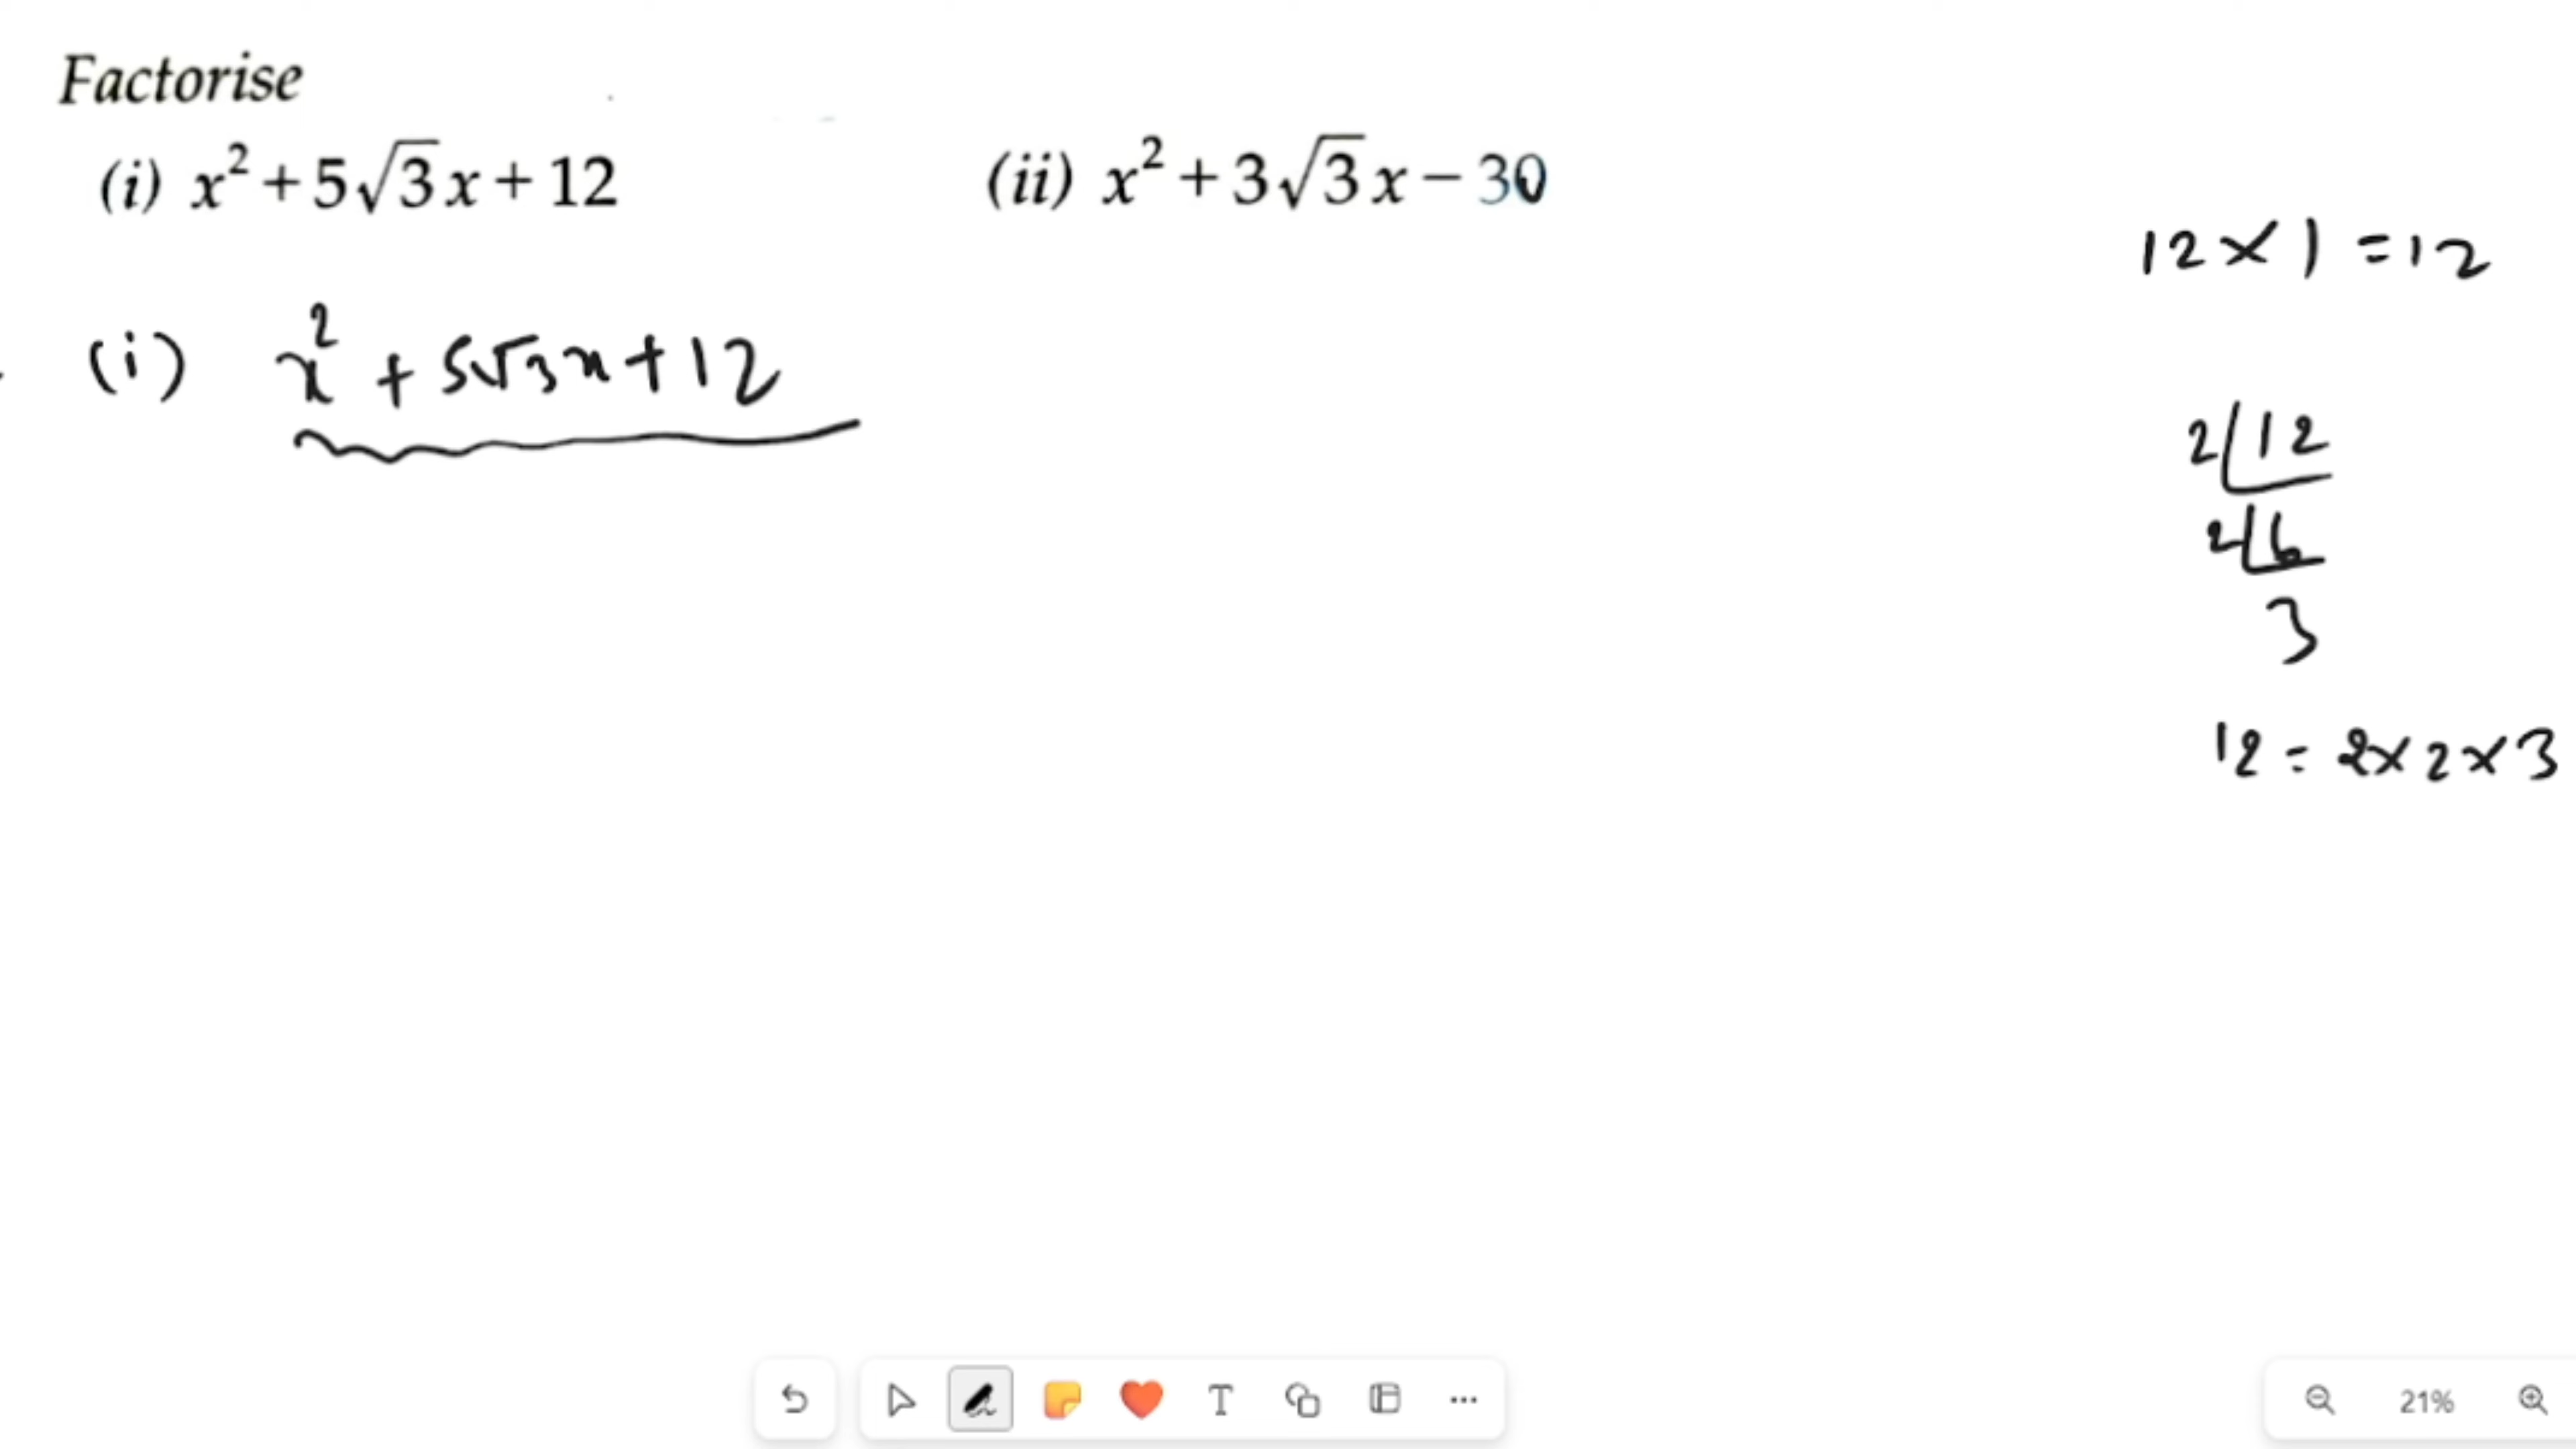 Factorise
(i) x² + 5√3x + 12
(ii) x² + 3√3x − 30
(i) x² + 5√3x + 12
12 × 1 = 12
2 12
2 6
3
12 = 2 × 2 × 3
T
21%